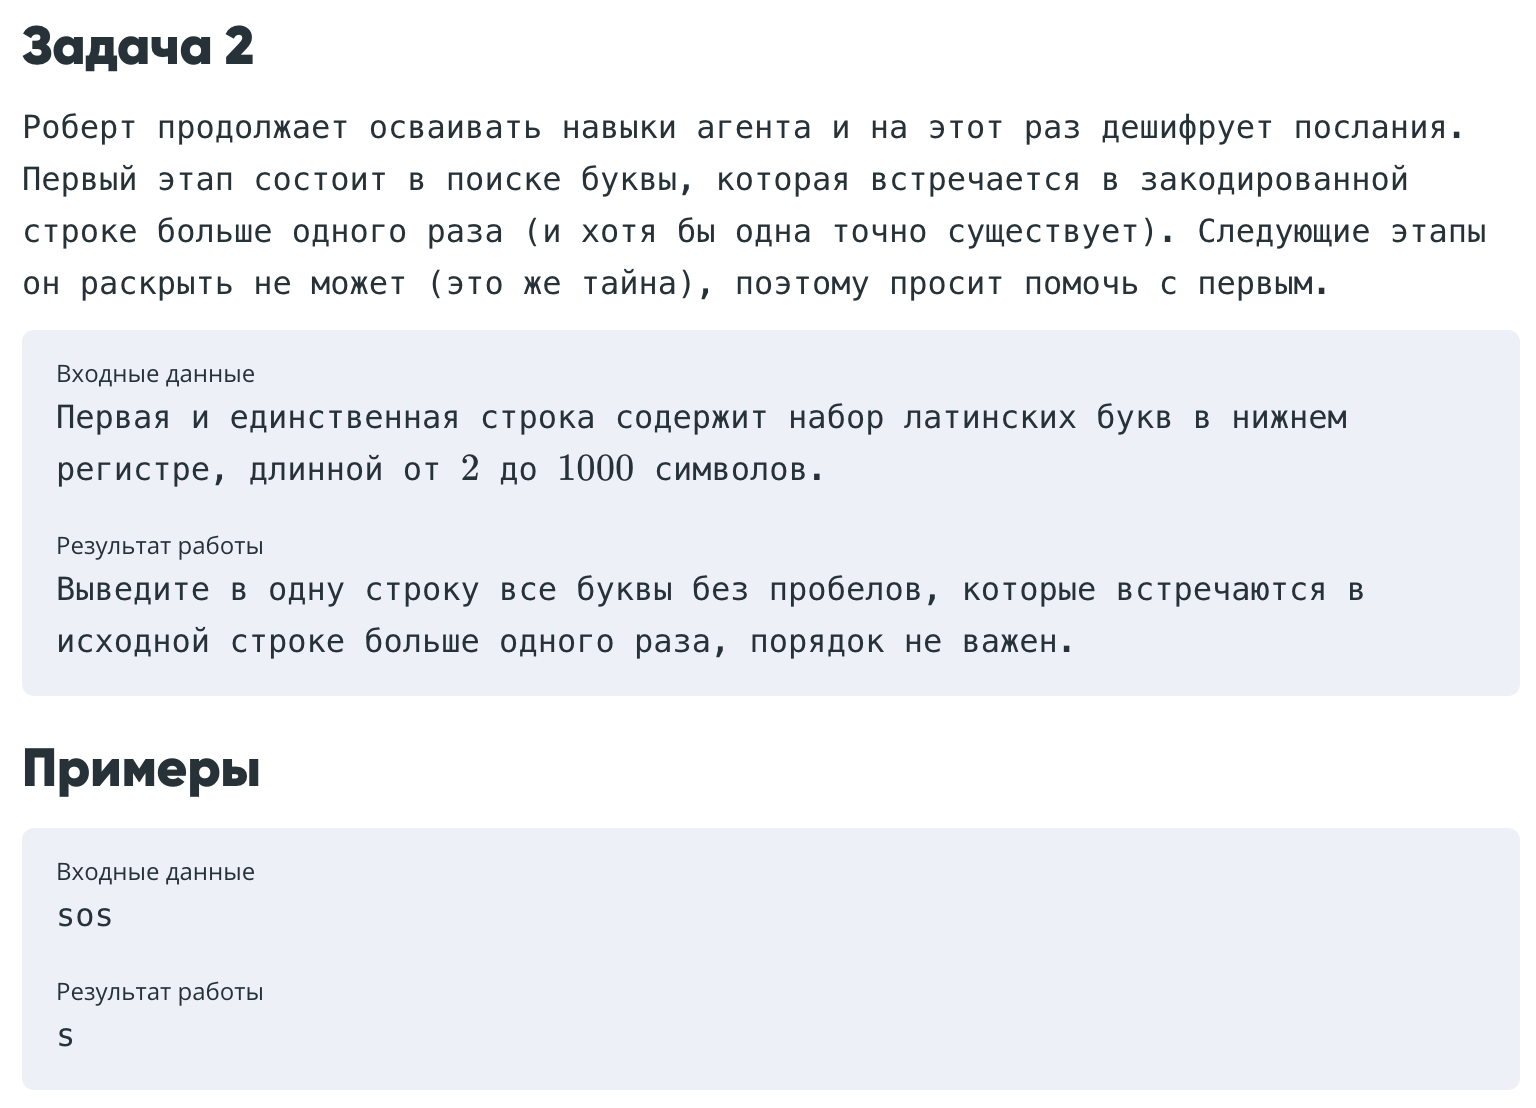 Задача 2
Роберт продолжает осваивать навыки агента и на этот раз дешифрует послания.
Первый этап состоит в поиске буквы, которая встречается в закодированной
строке больше одного раза (и хотя бы одна точно существует). Следующие этапы
он раскрыть не может (это же тайна), поэтому просит помочь с первым.
Входные данные
Первая и единственная строка содержит набор латинских букв в нижнем
регистре, длинной от 2 до 1000 символов.
Результат работы
Выведите в одну строку все буквы без пробелов, которые встречаются в
исходной строке больше одного раза, порядок не важен.
Примеры
Входные данные
sos
Результат работы
s